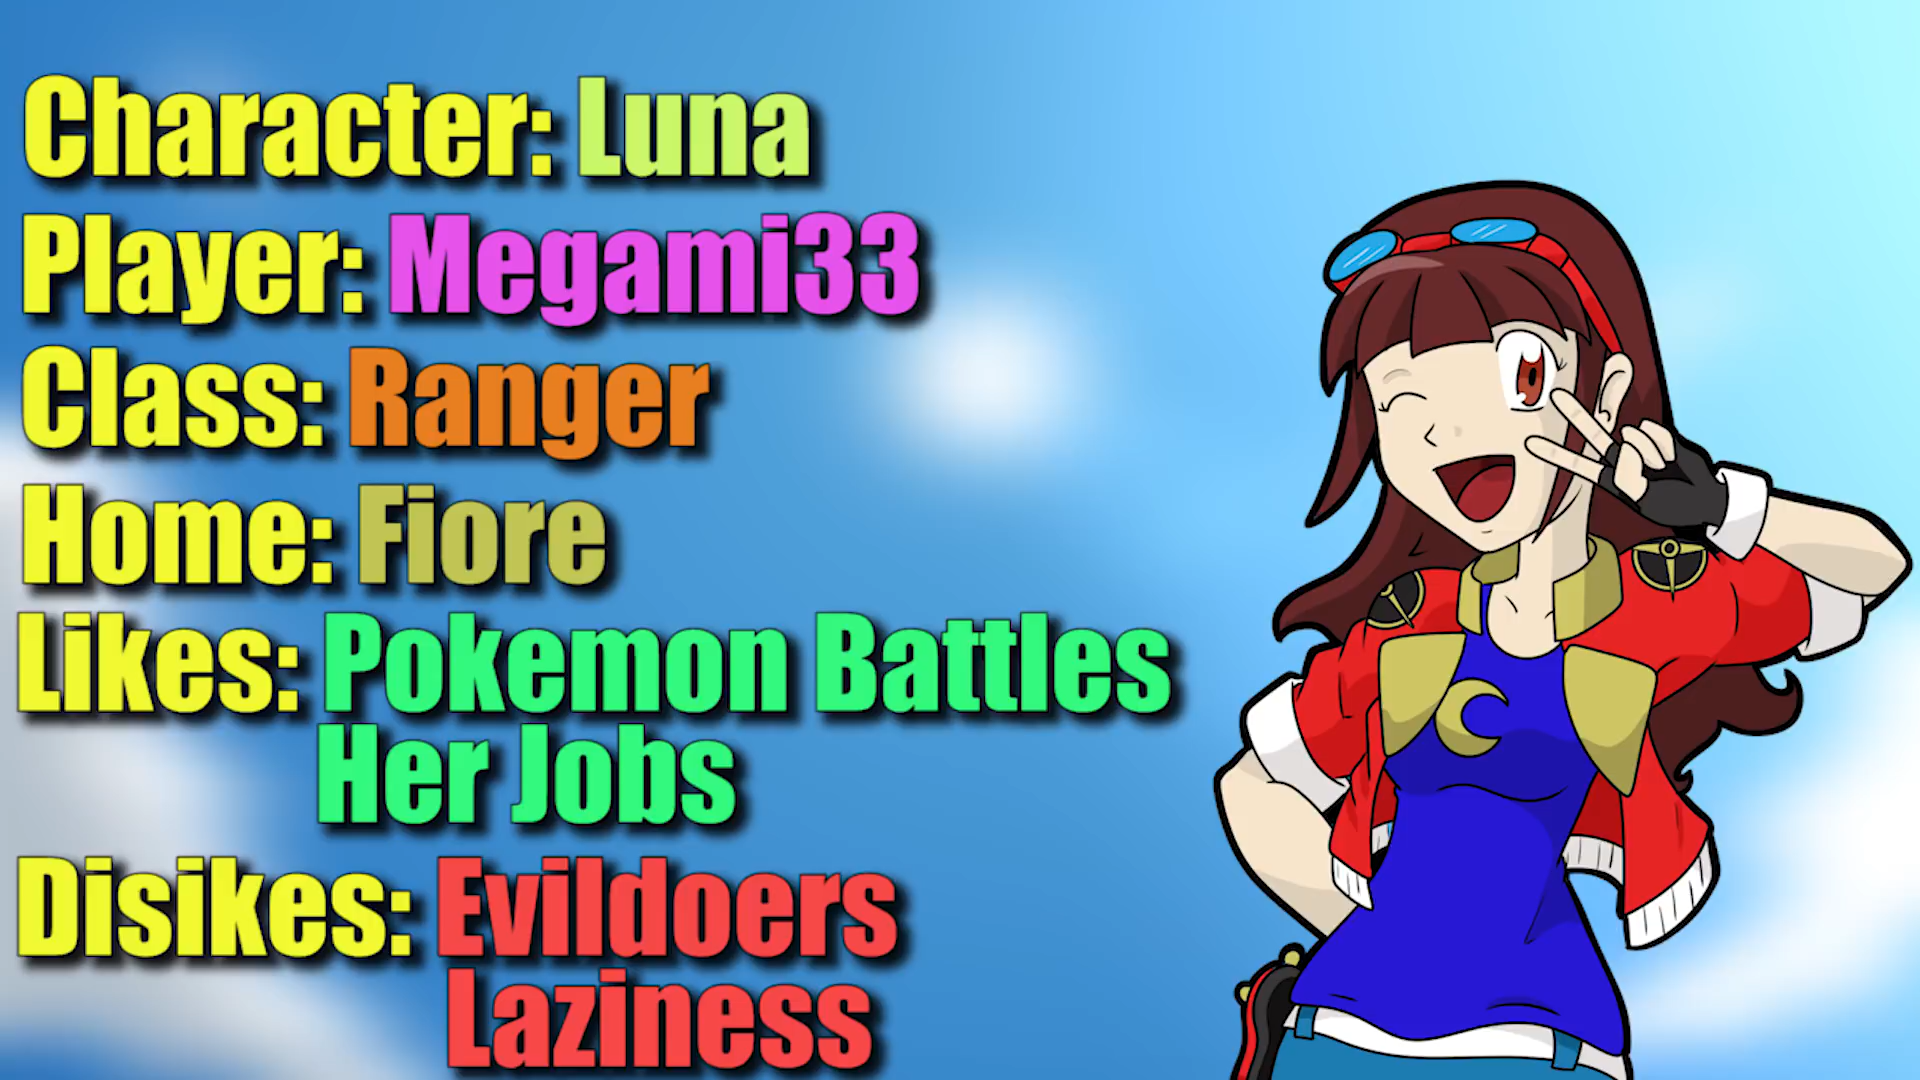 Character: Luna
Player: Megami33
Class: Ranger
Home: Fiore
Likes: Pokemon Battles
Her Jobs
Disikes: Evildoers
Laziness